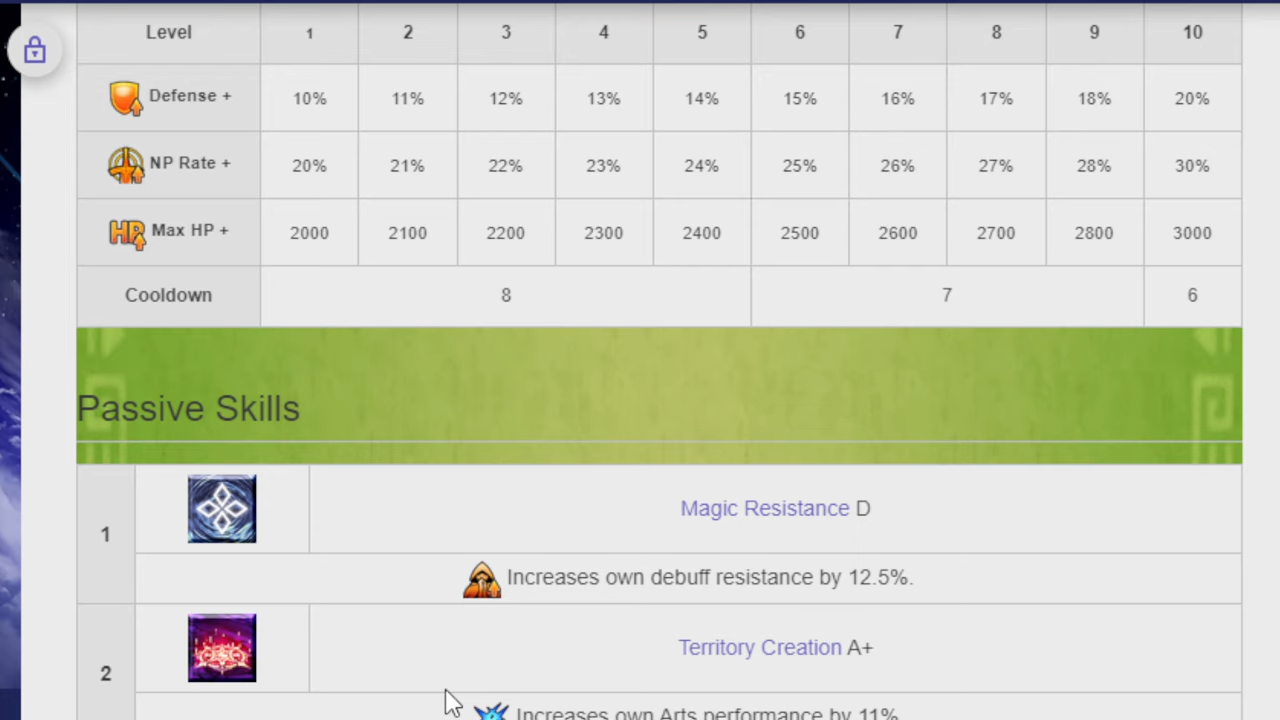 Level 1 2 3 4 5 6 7 8 9 10
Defense + 10% 11% 12% 13% 14% 15% 16% 17% 18% 20%
NP Rate + 20% 21% 22% 23% 24% 25% 26% 27% 28% 30%
HP Max HP + 2000 2100 2200 2300 2400 2500 2600 2700 2800 3000
Cooldown 8 7 6
Passive Skills
1 Magic Resistance D
Increases own debuff resistance by 12.5%.
2 Territory Creation A+
Increases own Arts performance by 11%